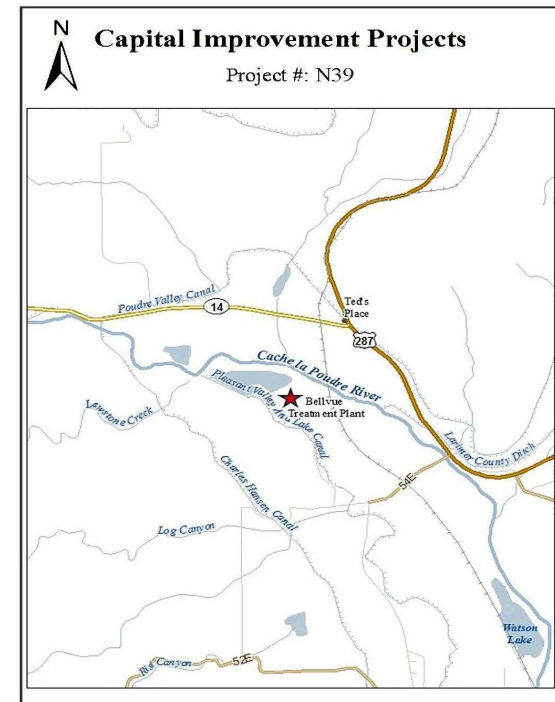 N
Capital Improvement Projects
Project #: N39
Poudre Valley Canal
14
Ted's
Place
287
Cache la Poudre River
Pleasant Valley And Lake Canal
Bellvue
Treatment Plant
Lewstone Creek
Larimer County Ditch
Charles Hansen Canal
54E
Log Canyon
Watson
Lake
Rist Canyon
52E